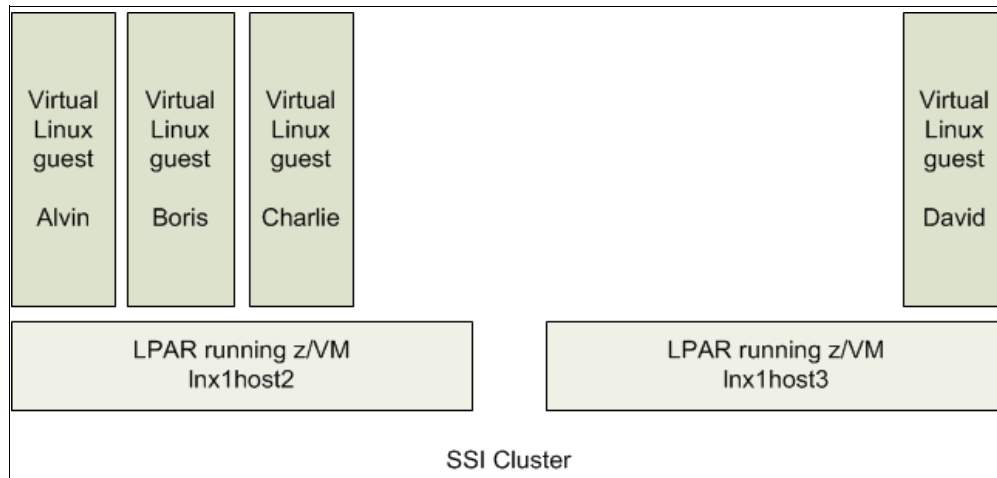 Virtual
Linux
guest
Alvin
Virtual
Linux
guest
Boris
Virtual
Linux
guest
Charlie
Virtual
Linux
guest
David
LPAR running z/VM
lnx1host2
LPAR running z/VM
lnx1host3
SSI Cluster